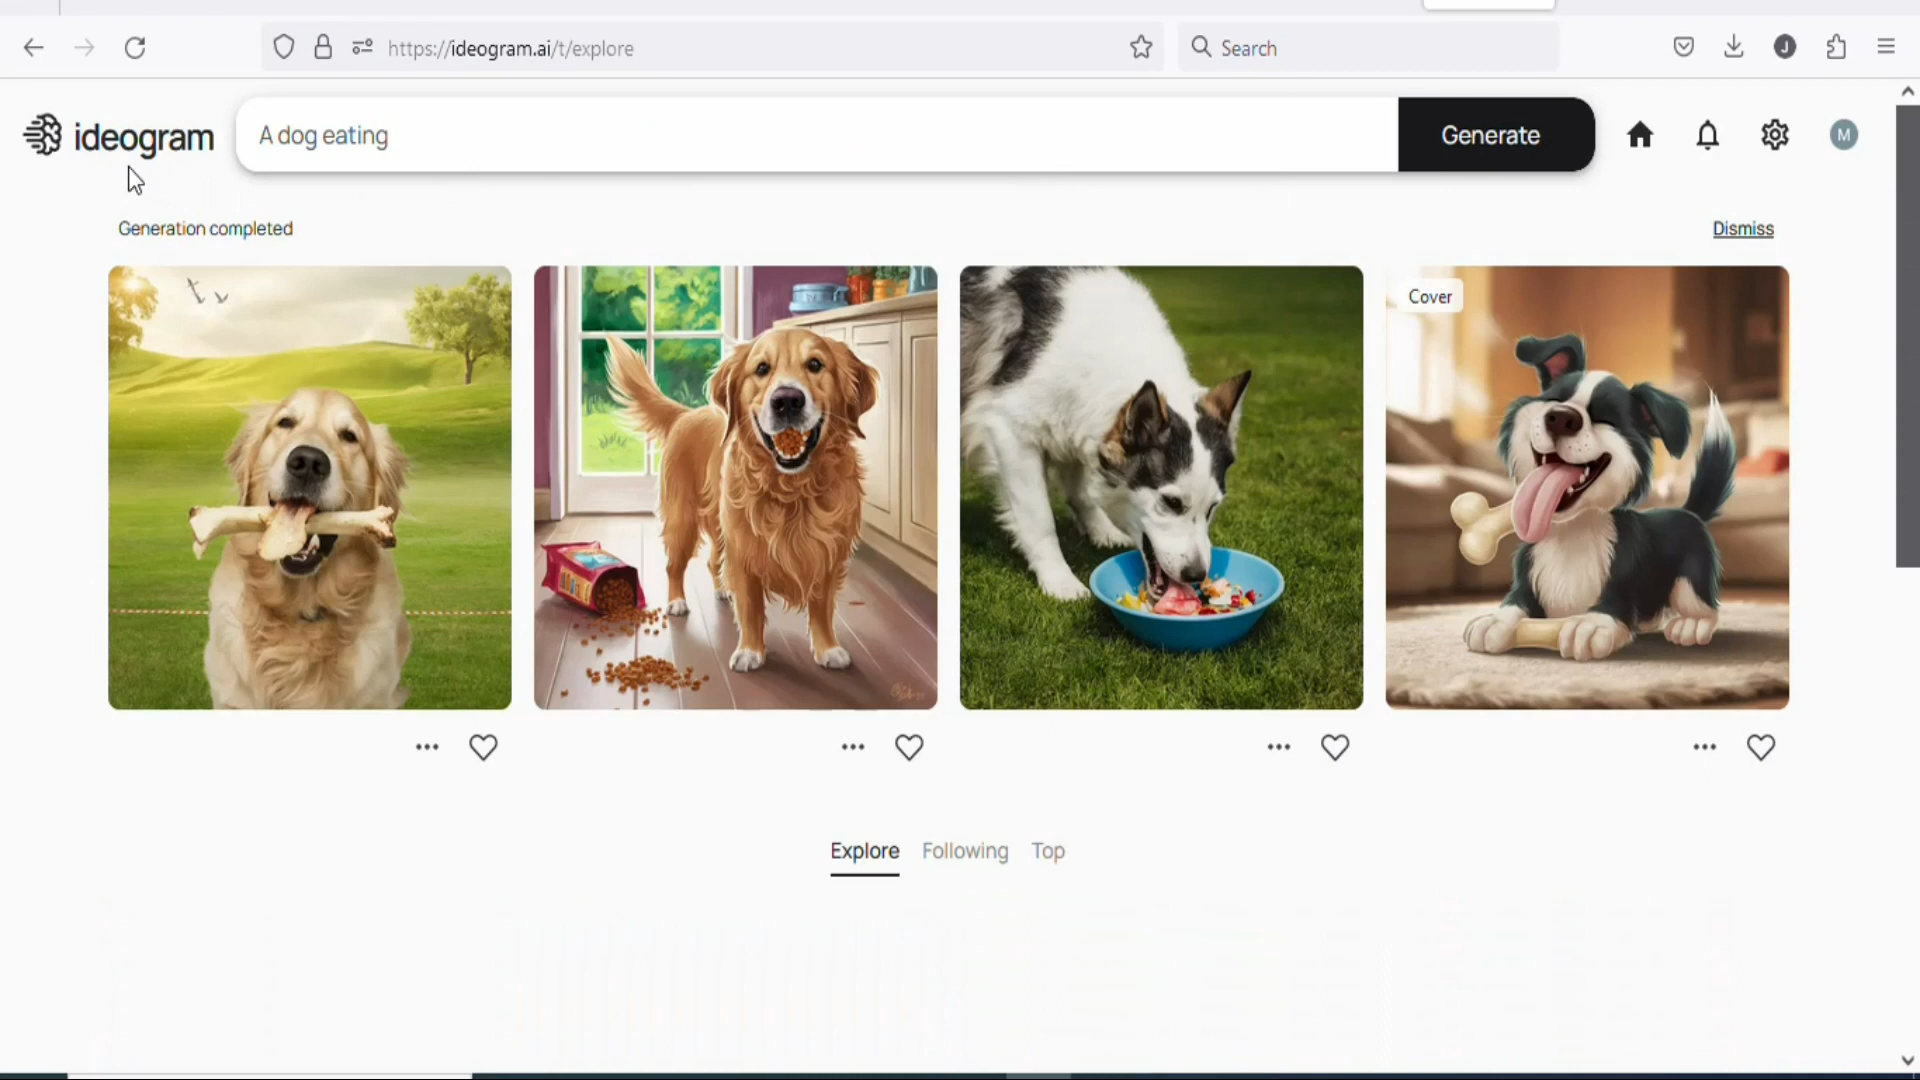 https://ideogram.ai/t/explore
Search
J
ideogram
A dog eating
Generate
M
Generation completed
Dismiss
Cover
Explore
Following
Top